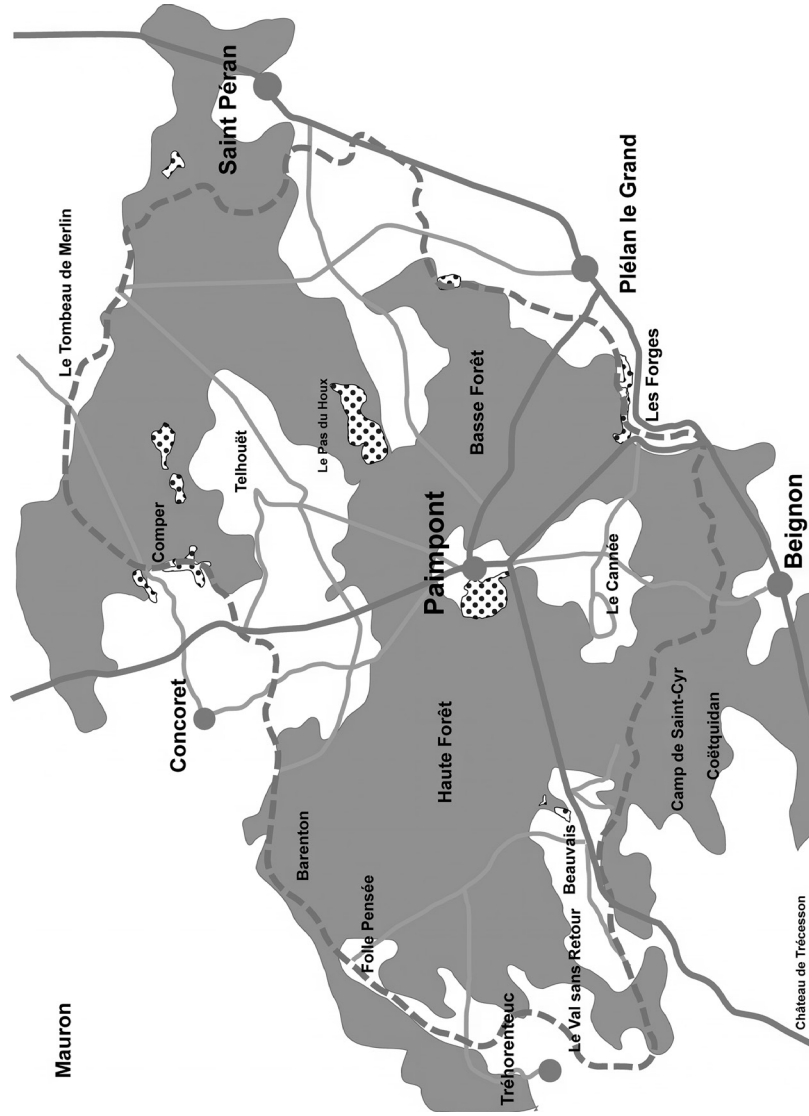 Mauron
Concoret
Comper
Le Tombeau de Merlin
Saint Péran
Telhouët
Barenton
Folle Pensée
Le Pas du Houx
Haute Forêt
Paimpont
Basse Forêt
Tréhorenteuc
Le Val sans Retour
Beauvais
Le Cannée
Les Forges
Plélan le Grand
Camp de Saint-Cyr
Coëtquidan
Beignon
Château de Trécesson